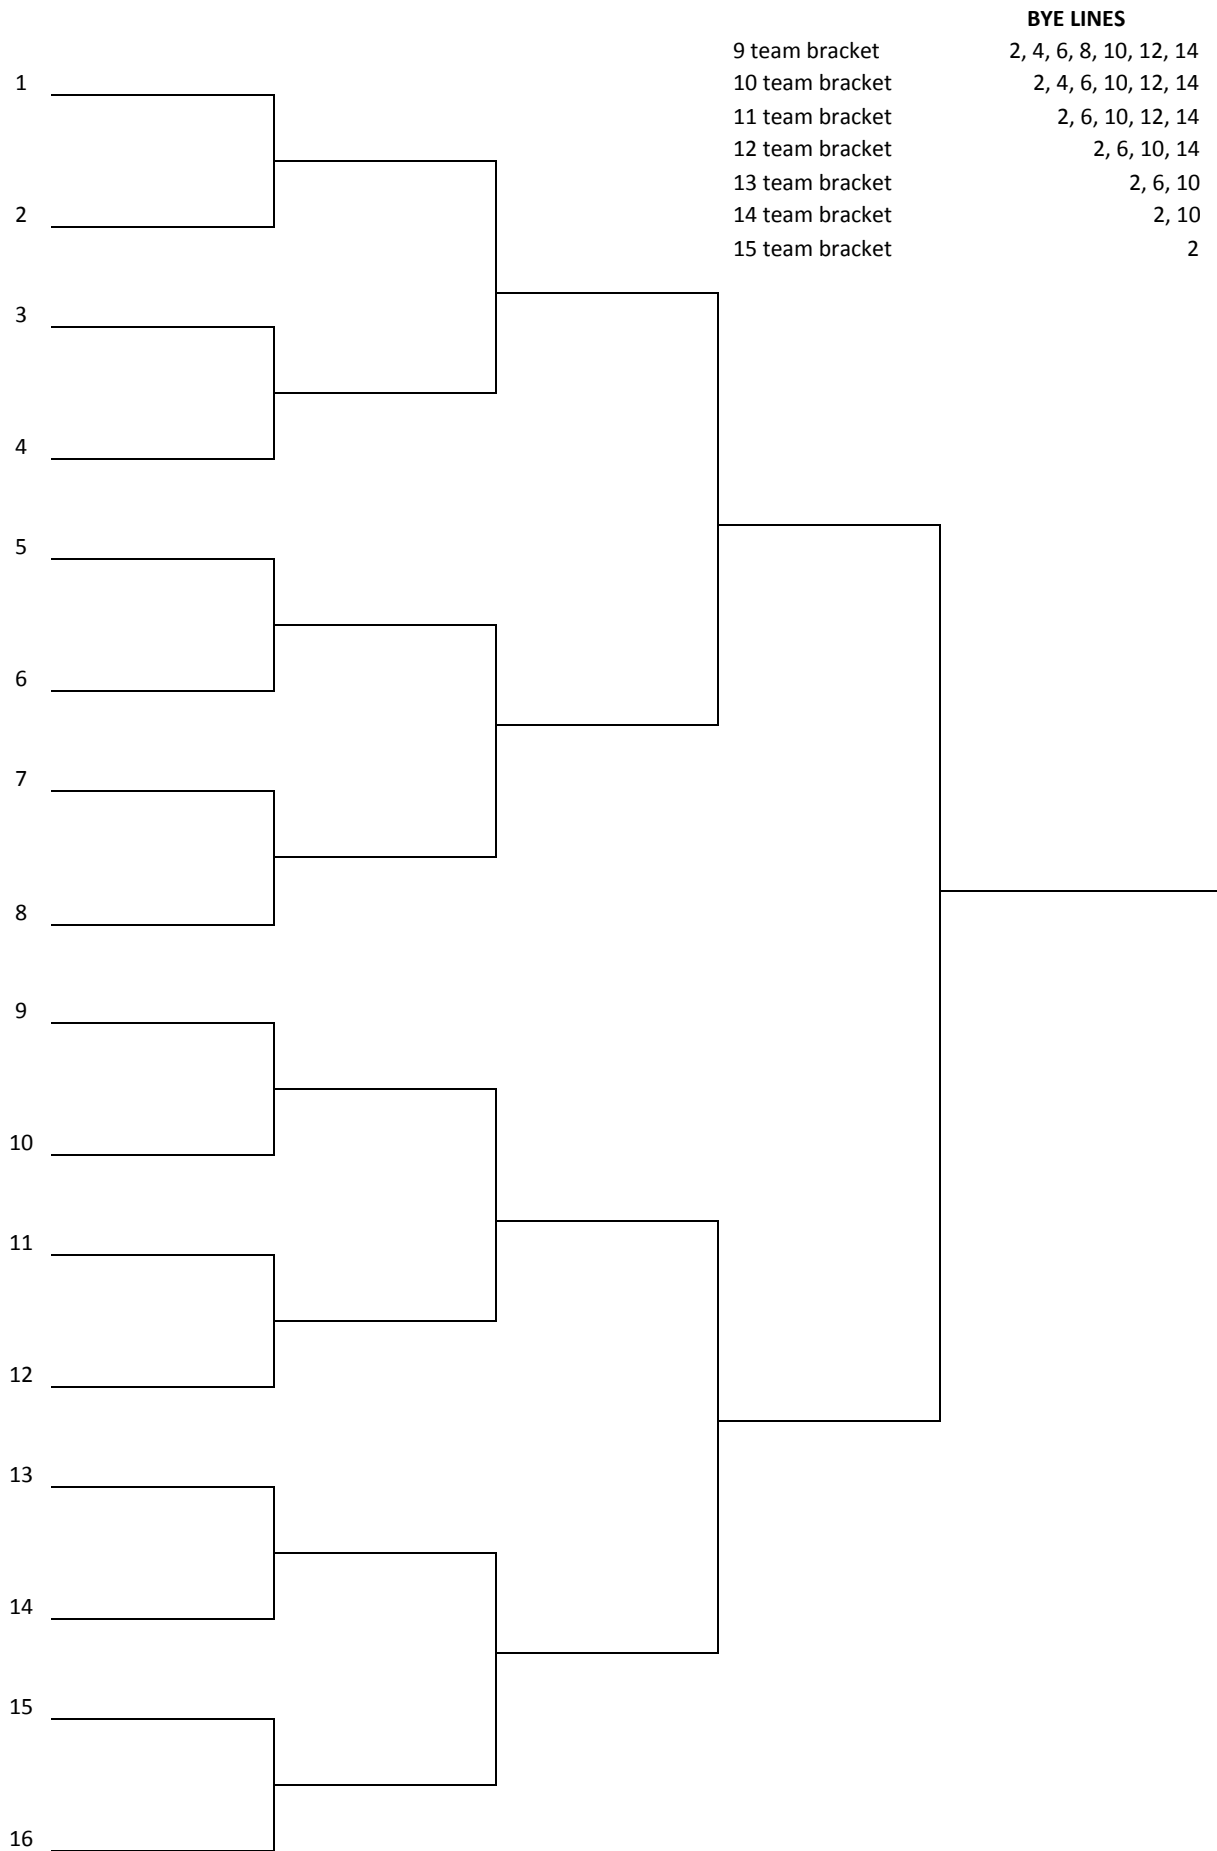 BYE LINES
9 team bracket 2, 4, 6, 8, 10, 12, 14
10 team bracket 2, 4, 6, 10, 12, 14
11 team bracket 2, 6, 10, 12, 14
12 team bracket 2, 6, 10, 14
13 team bracket 2, 6, 10
14 team bracket 2, 10
15 team bracket 2
1
2
3
4
5
6
7
8
9
10
11
12
13
14
15
16